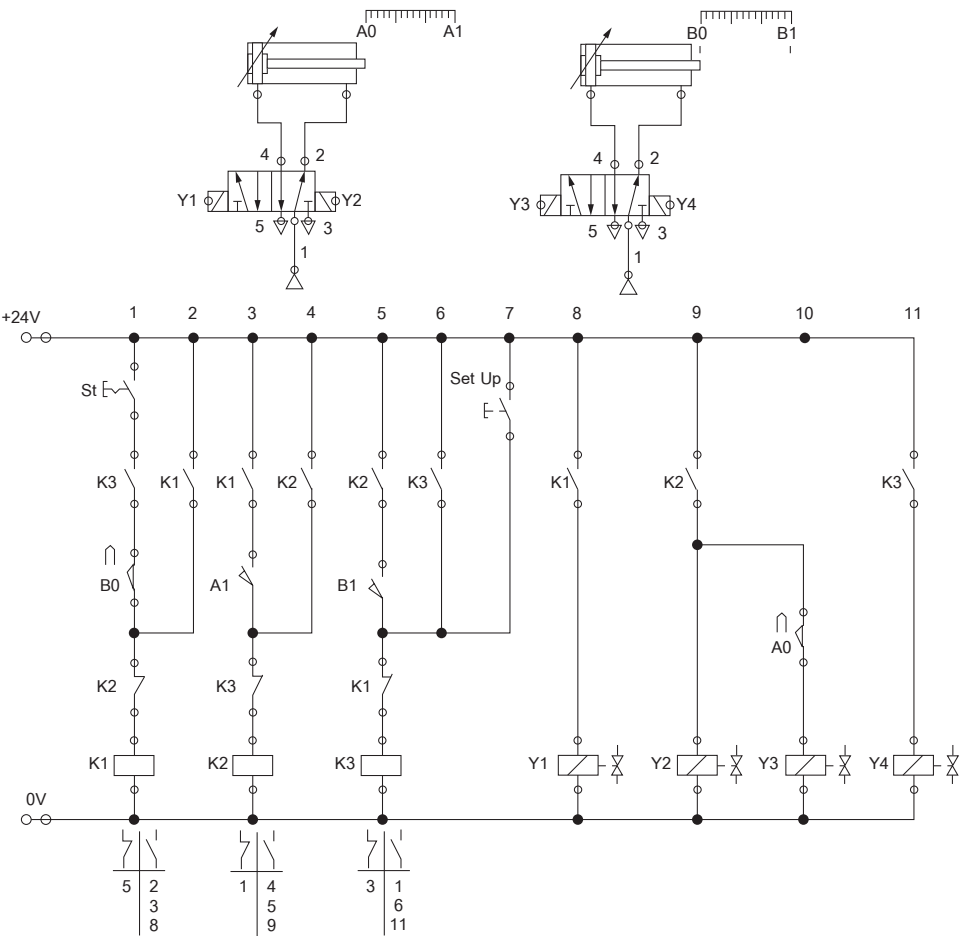 A0 A1
B0 B1
4 2
4 2
Y1 Y2
Y3 Y4
5 3
5 3
1
1
+24V
1 2 3 4 5 6 7 8 9 10 11
St
Set Up
K3 K1 K1 K2 K2 K3 K1 K2 K3
B0 A1 B1
A0
K2 K3 K1
K1 K2 K3 Y1 Y2 Y3 Y4
0V
5 2 1 4 3 1
3 5 6
8 9 11